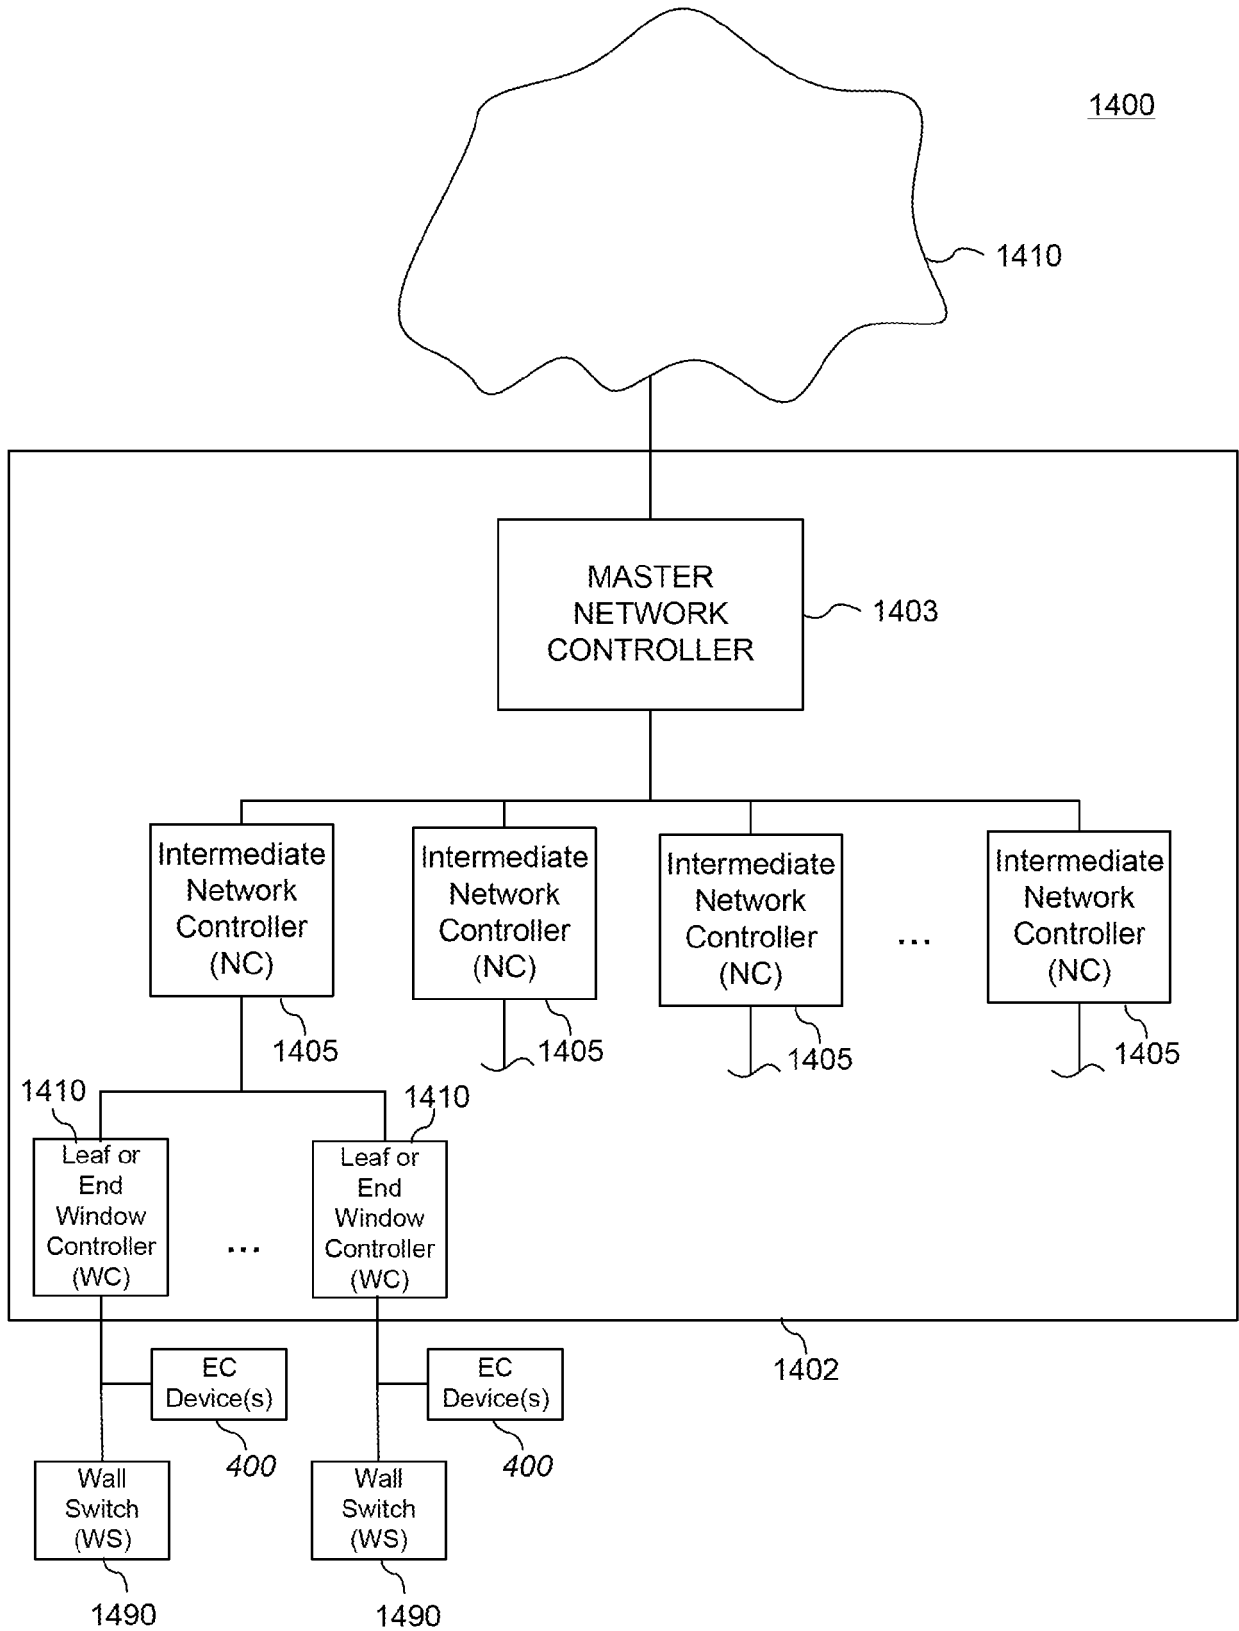 1400
1410
MASTER
NETWORK
CONTROLLER
1403
Intermediate
Network
Controller
(NC)
1405
Intermediate
Network
Controller
(NC)
1405
Intermediate
Network
Controller
(NC)
1405
...
Intermediate
Network
Controller
(NC)
1405
1410
Leaf or
End
Window
Controller
(WC)
...
1410
Leaf or
End
Window
Controller
(WC)
1402
EC
Device(s)
400
EC
Device(s)
400
Wall
Switch
(WS)
1490
Wall
Switch
(WS)
1490